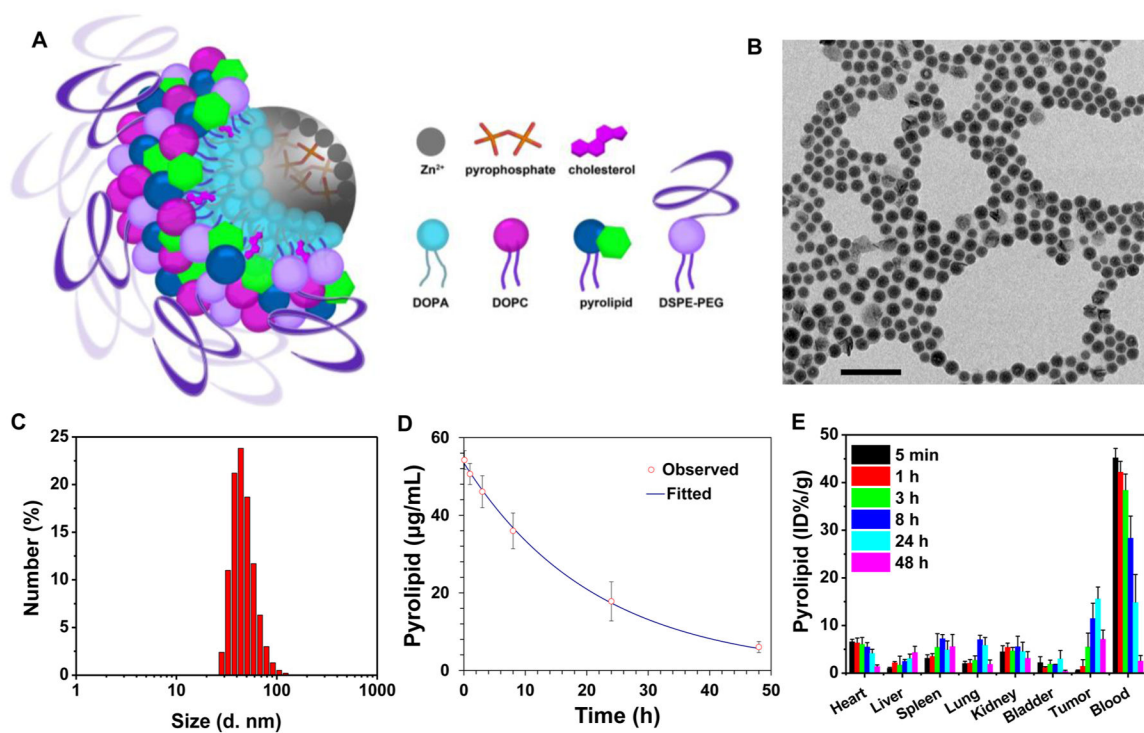 A
B
Zn2+
pyrophosphate
cholesterol
DOPA
DOPC
pyrolipid
DSPE-PEG
C
Number (%)
25
20
15
10
5
0
1
10
100
1000
Size (d. nm)
D
Pyrolipid (µg/mL)
60
40
20
0
0
10
20
30
40
50
Time (h)
Observed
Fitted
E
Pyrolipid (ID%/g)
50
40
30
20
10
0
5 min
1 h
3 h
8 h
24 h
48 h
Heart
Liver
Spleen
Lung
Kidney
Bladder
Tumor
Blood